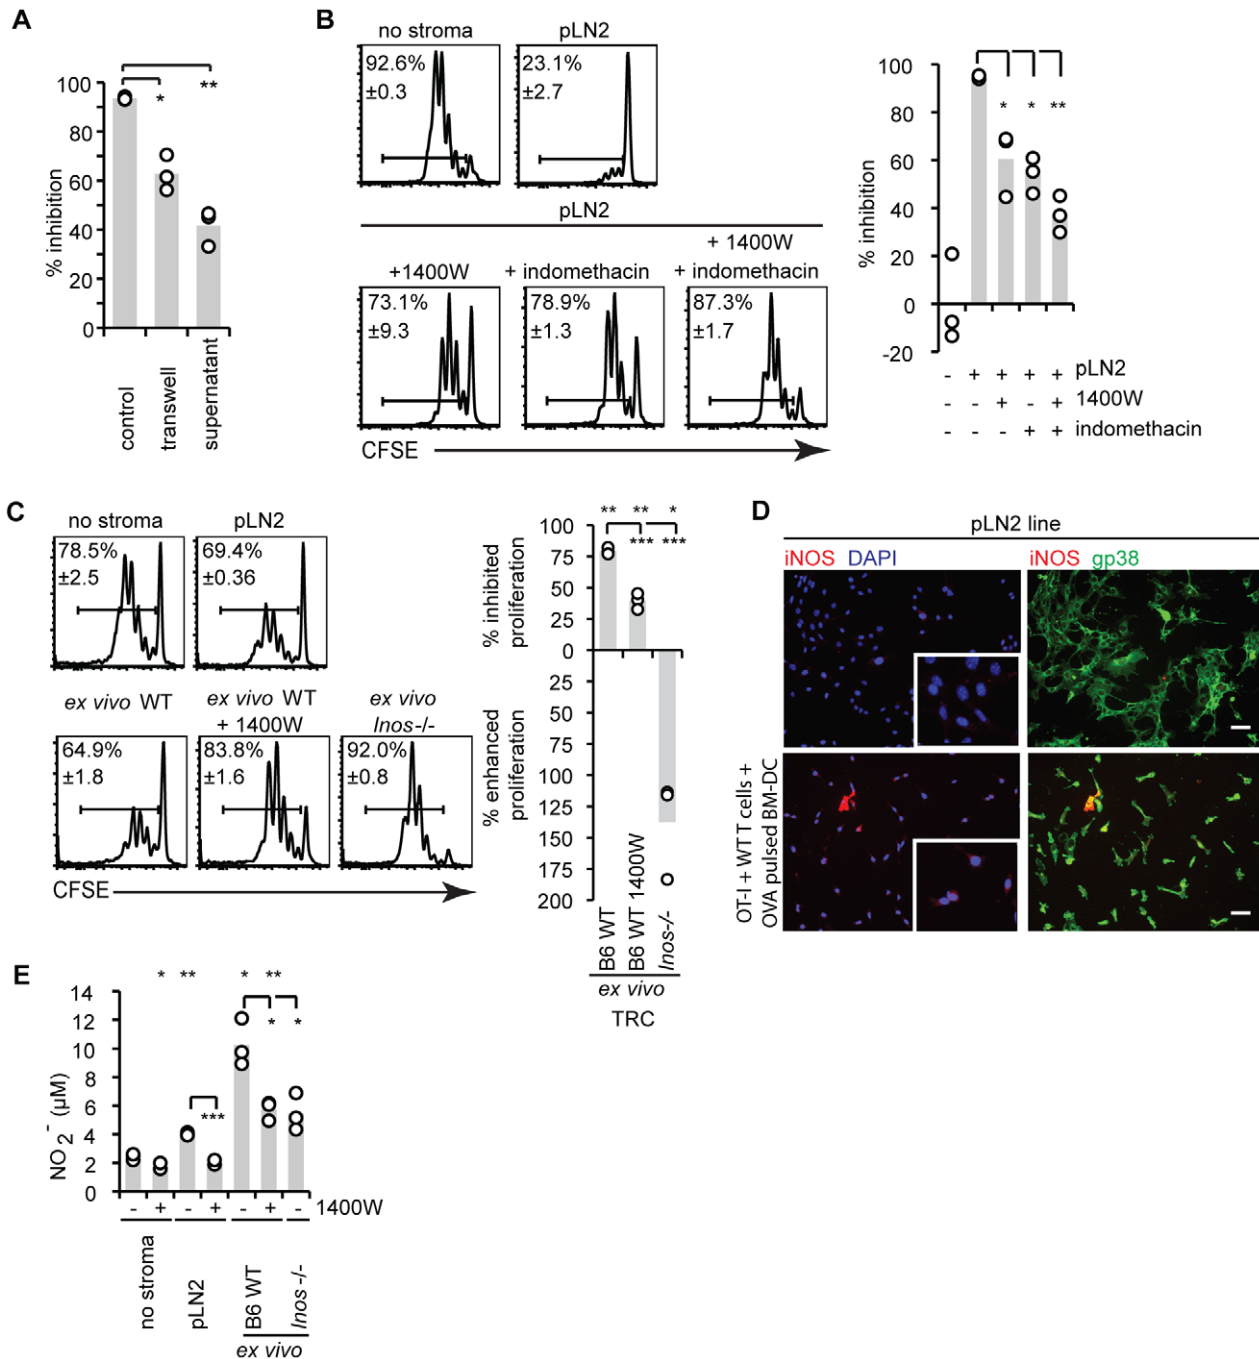 A
100
80
60
40
20
0
% inhibition
*
**
control
transwell
supernatant
B
no stroma
92.6%
±0.3
pLN2
23.1%
±2.7
pLN2
+1400W
73.1%
±9.3
+ indomethacin
78.9%
±1.3
+ 1400W
+ indomethacin
87.3%
±1.7
CFSE
100
80
60
40
20
0
-20
% inhibition
* * **
- + + + + pLN2
- - + - + 1400W
- - - + + indomethacin
C
no stroma
78.5%
±2.5
pLN2
69.4%
±0.36
ex vivo WT
64.9%
±1.8
ex vivo WT
+ 1400W
83.8%
±1.6
ex vivo
Inos-/-
92.0%
±0.8
CFSE
** ** *
*** ***
100
75
50
25
0
25
50
75
100
125
150
175
200
% inhibited
proliferation
% enhanced
proliferation
B6 WT
B6 WT 1400W
Inos-/-
ex vivo
TRC
D
pLN2 line
iNOS DAPI
iNOS gp38
OT-I + WT T cells +
OVA pulsed BM-DC
E
* ** * **
* *
***
14
12
10
8
6
4
2
0
NO2- (µM)
- + - + - + - 1400W
no stroma
pLN2
B6 WT
Inos -/-
ex vivo